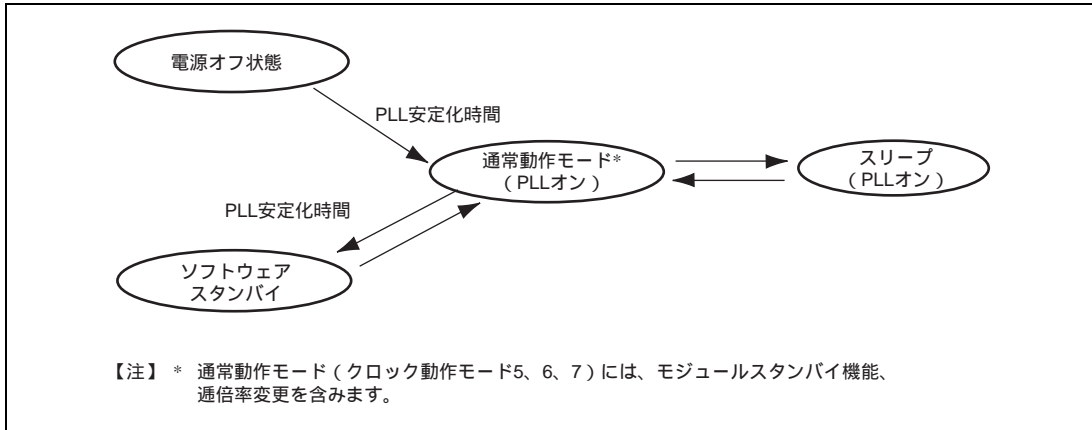 電源オフ状態
PLL安定化時間
通常動作モード*
（PLLオン）
スリープ
（PLLオン）
PLL安定化時間
ソフトウェア
スタンバイ
【注】 * 通常動作モード（クロック動作モード5、6、7）には、モジュールスタンバイ機能、
逓倍率変更を含みます。